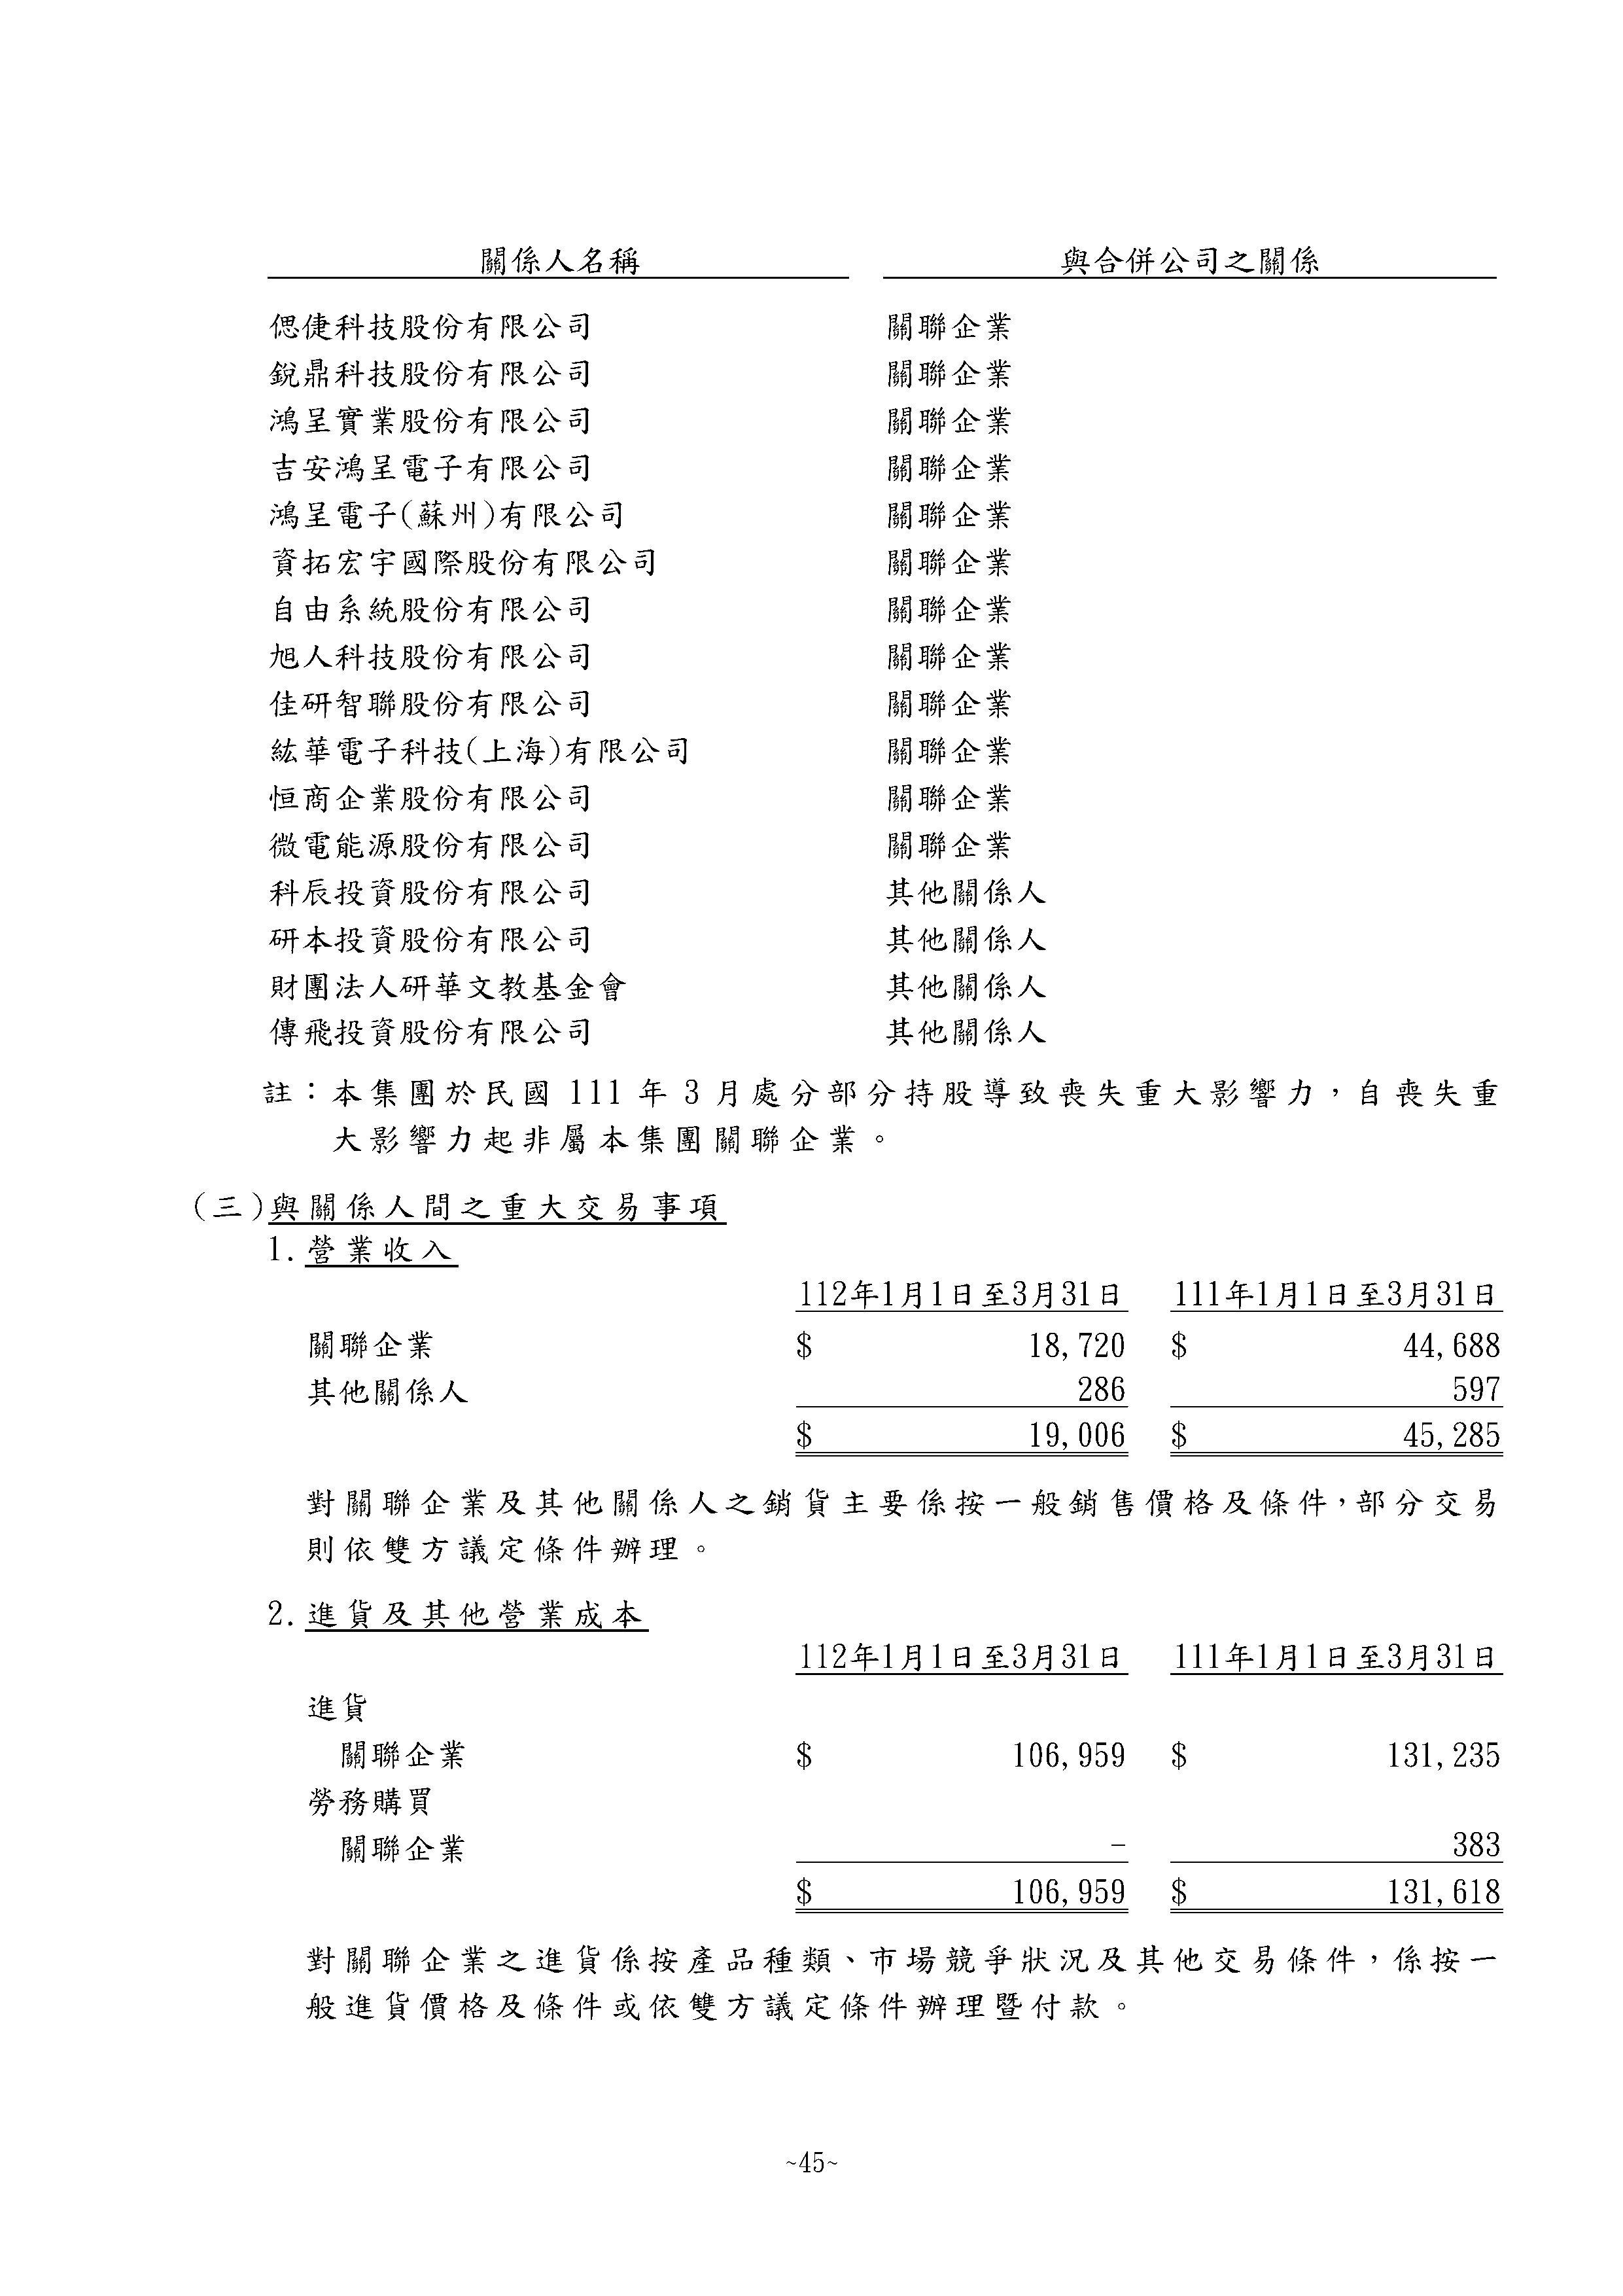 關係人名稱 與合併公司之關係
偲倢科技股份有限公司 關聯企業
銳鼎科技股份有限公司 關聯企業
鴻呈實業股份有限公司 關聯企業
吉安鴻呈電子有限公司 關聯企業
鴻呈電子(蘇州)有限公司 關聯企業
資拓宏宇國際股份有限公司 關聯企業
自由系統股份有限公司 關聯企業
旭人科技股份有限公司 關聯企業
佳研智聯股份有限公司 關聯企業
紘華電子科技(上海)有限公司 關聯企業
恒商企業股份有限公司 關聯企業
微電能源股份有限公司 關聯企業
科辰投資股份有限公司 其他關係人
研本投資股份有限公司 其他關係人
財團法人研華文教基金會 其他關係人
傳飛投資股份有限公司 其他關係人
註：本集團於民國 111 年 3 月處分部分持股導致喪失重大影響力，自喪失重
大影響力起非屬本集團關聯企業。
(三)與關係人間之重大交易事項
1.營業收入
112年1月1日至3月31日 111年1月1日至3月31日
關聯企業 $ 18,720 $ 44,688
其他關係人 286 597
$ 19,006 $ 45,285
對關聯企業及其他關係人之銷貨主要係按一般銷售價格及條件，部分交易
則依雙方議定條件辦理。
2.進貨及其他營業成本
112年1月1日至3月31日 111年1月1日至3月31日
進貨
關聯企業 $ 106,959 $ 131,235
勞務購買
關聯企業 - 383
$ 106,959 $ 131,618
對關聯企業之進貨係按產品種類、市場競爭狀況及其他交易條件，係按一
般進貨價格及條件或依雙方議定條件辦理暨付款。
~45~